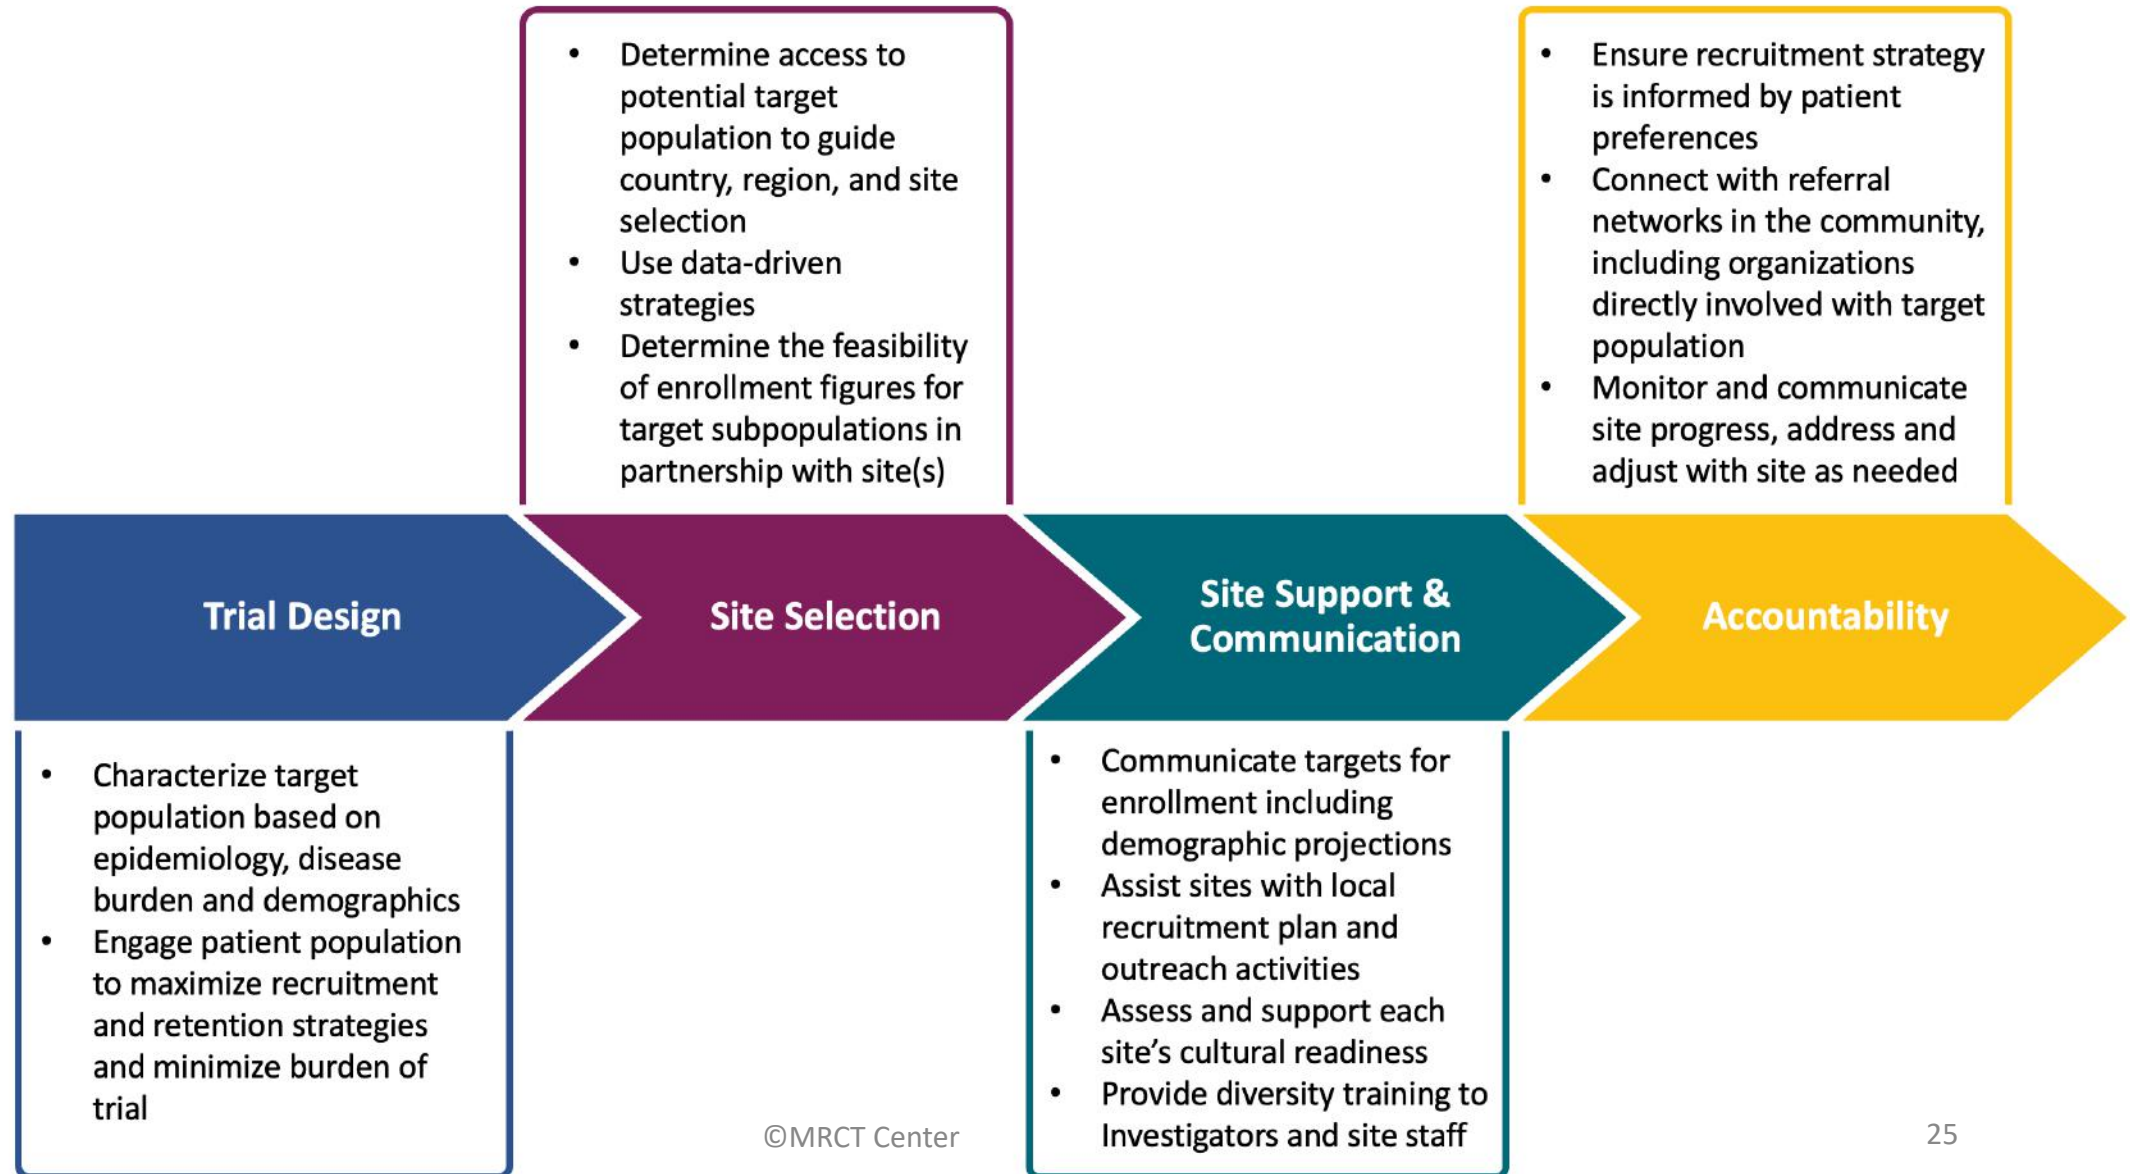 • Determine access to
potential target
population to guide
country, region, and site
selection
• Use data-driven
strategies
• Determine the feasibility
of enrollment figures for
target subpopulations in
partnership with site(s)
• Ensure recruitment strategy
is informed by patient
preferences
• Connect with referral
networks in the community,
including organizations
directly involved with target
population
• Monitor and communicate
site progress, address and
adjust with site as needed
Trial Design
Site Selection
Site Support &
Communication
Accountability
• Characterize target
population based on
epidemiology, disease
burden and demographics
• Engage patient population
to maximize recruitment
and retention strategies
and minimize burden of
trial
• Communicate targets for
enrollment including
demographic projections
• Assist sites with local
recruitment plan and
outreach activities
• Assess and support each
site’s cultural readiness
• Provide diversity training to
Investigators and site staff
©MRCT Center
25